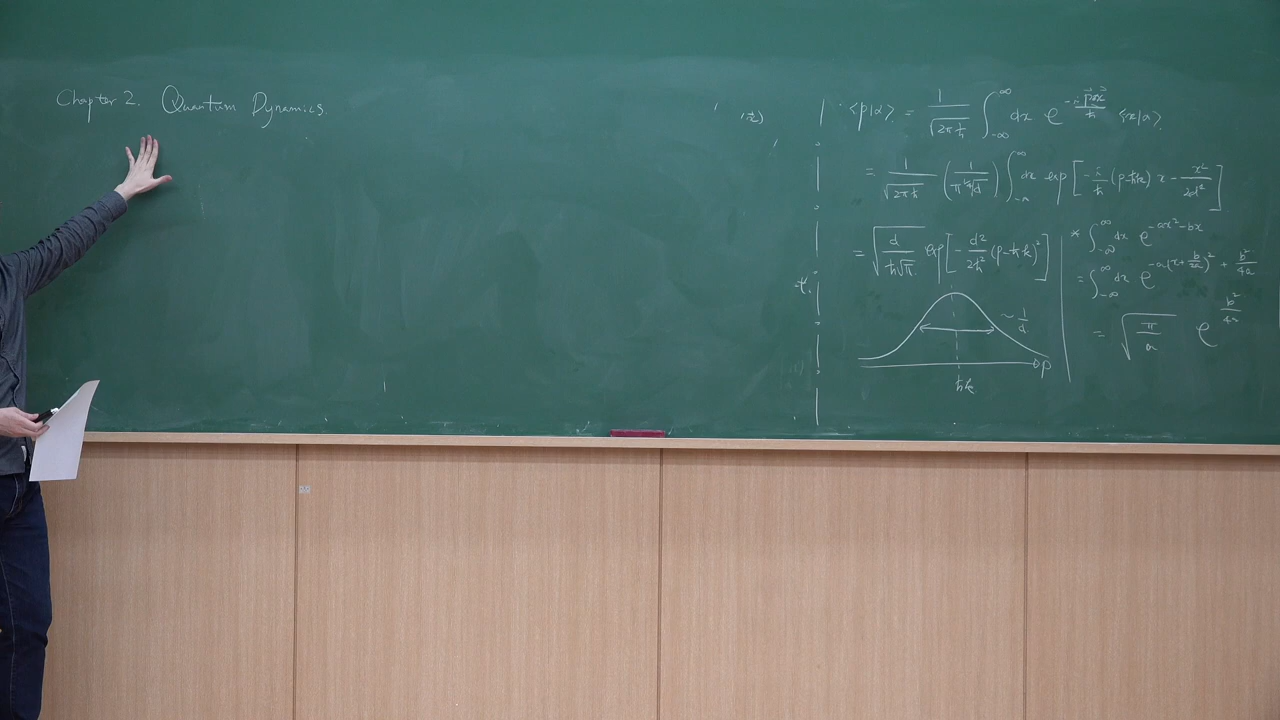 Chapter 2. Quantum Dynamics.
· <p|α> = 1/√(2πħ) ∫_{-∞}^{∞} dx e^{-ipx/ħ} <x|α>.
= 1/√(2πħ) (1/(π^{1/4}√d)) ∫_{-∞}^{∞} dx exp[-i/ħ (p-ħk) x - x²/2d²]
= √(d/(ħ√π)) exp[-d²/2ħ² (p-ħk)²]
~ 1/d
p
ħk
* ∫_{-∞}^{∞} dx e^{-ax²-bx}
= ∫_{-∞}^{∞} dx e^{-a(x+b/2a)² + b²/4a}
= √(π/a) e^{b²/4a}